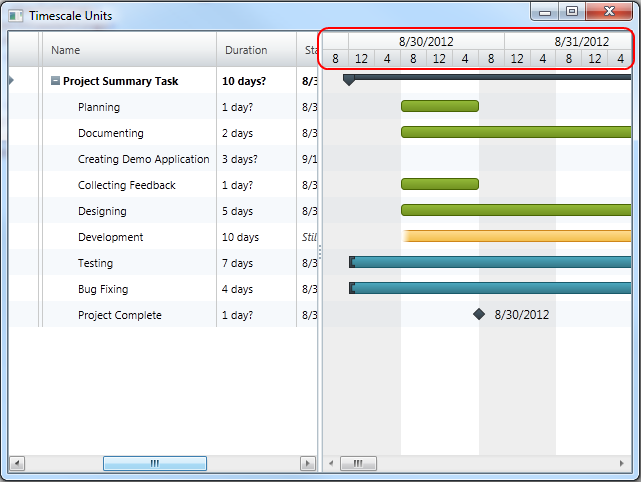 Timescale Units
Name Duration Sta 8/30/2012 8/31/2012
8 12 4 8 12 4 8 12 4 8 12 4
Project Summary Task 10 days? 8/3
Planning 1 day? 8/3
Documenting 2 days 8/3
Creating Demo Application 3 days? 9/1
Collecting Feedback 1 day? 8/3
Designing 5 days 8/3
Development 10 days Stil
Testing 7 days 8/3
Bug Fixing 4 days 8/3
Project Complete 1 day? 8/3 8/30/2012